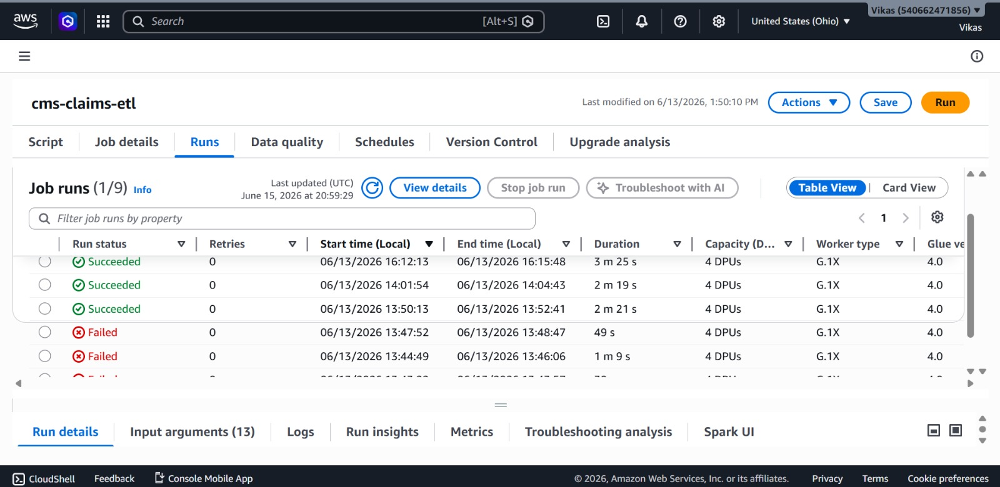 aws
Search [Alt+S]
United States (Ohio) ▼
Vikas (540662471856) ▼
Vikas
cms-claims-etl
Last modified on 6/13/2026, 1:50:10 PM
Actions ▼
Save
Run
Script Job details Runs Data quality Schedules Version Control Upgrade analysis
Job runs (1/9) Info
Last updated (UTC)
June 15, 2026 at 20:59:29
View details
Stop job run
Troubleshoot with AI
Table View Card View
Filter job runs by property
1
Run status Retries Start time (Local) End time (Local) Duration Capacity (D... Worker type Glue ve
Succeeded 0 06/13/2026 16:12:13 06/13/2026 16:15:48 3 m 25 s 4 DPUs G.1X 4.0
Succeeded 0 06/13/2026 14:01:54 06/13/2026 14:04:43 2 m 19 s 4 DPUs G.1X 4.0
Succeeded 0 06/13/2026 13:50:13 06/13/2026 13:52:41 2 m 21 s 4 DPUs G.1X 4.0
Failed 0 06/13/2026 13:47:52 06/13/2026 13:48:47 49 s 4 DPUs G.1X 4.0
Failed 0 06/13/2026 13:44:49 06/13/2026 13:46:06 1 m 9 s 4 DPUs G.1X 4.0
Run details Input arguments (13) Logs Run insights Metrics Troubleshooting analysis Spark UI
CloudShell Feedback Console Mobile App © 2026, Amazon Web Services, Inc. or its affiliates. Privacy Terms Cookie preferences